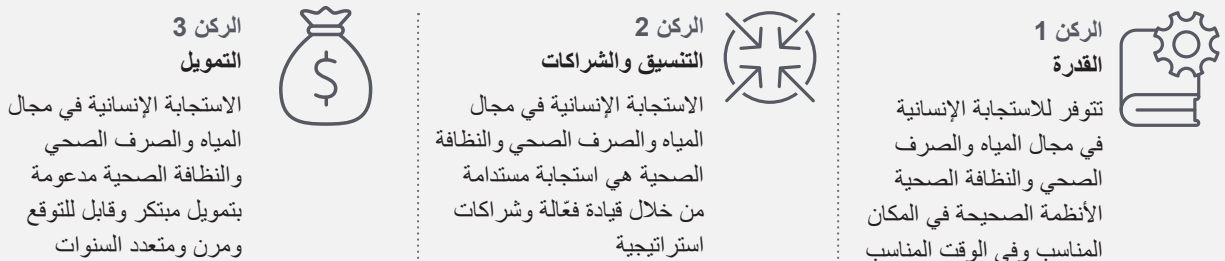 الركن 1
القدرة
تتوفر للاستجابة الإنسانية
في مجال المياه والصرف
الصحي والنظافة الصحية
الأنظمة الصحيحة في المكان
المناسب وفي الوقت المناسب
الركن 2
التنسيق والشراكات
الاستجابة الإنسانية في مجال
المياه والصرف الصحي والنظافة
الصحية هي استجابة مستدامة
من خلال قيادة فعّالة وشراكات
استراتيجية
الركن 3
التمويل
الاستجابة الإنسانية في مجال
المياه والصرف الصحي
والنظافة الصحية مدعومة
بتمويل مبتكر وقابل للتوقع
ومرن ومتعدد السنوات
$